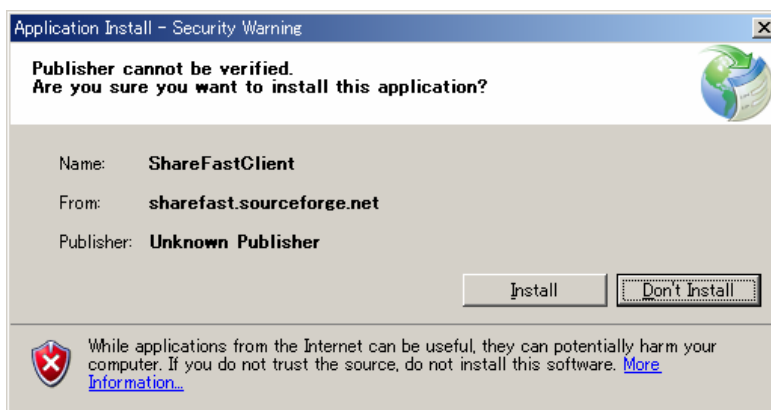 Application Install - Security Warning
Publisher cannot be verified.
Are you sure you want to install this application?
Name: ShareFastClient
From: sharefast.sourceforge.net
Publisher: Unknown Publisher
Install Don't Install
While applications from the Internet can be useful, they can potentially harm your
computer. If you do not trust the source, do not install this software. More
Information...